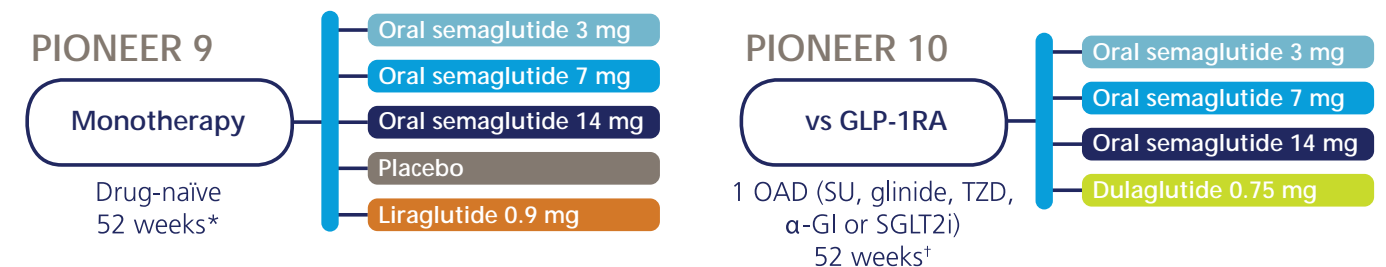 PIONEER 9
Monotherapy
Drug-naïve
52 weeks*
Oral semaglutide 3 mg
Oral semaglutide 7 mg
Oral semaglutide 14 mg
Placebo
Liraglutide 0.9 mg
PIONEER 10
vs GLP-1RA
1 OAD (SU, glinide, TZD,
α-GI or SGLT2i)
52 weeks†
Oral semaglutide 3 mg
Oral semaglutide 7 mg
Oral semaglutide 14 mg
Dulaglutide 0.75 mg